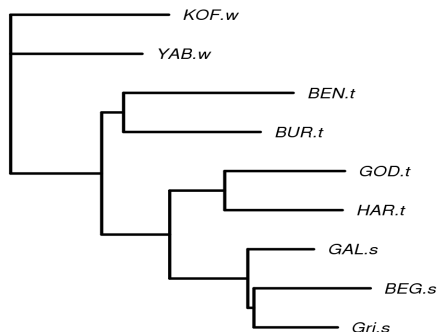 KOF.w
YAB.w
BEN.t
BUR.t
GOD.t
HAR.t
GAL.s
BEG.s
Gri.s